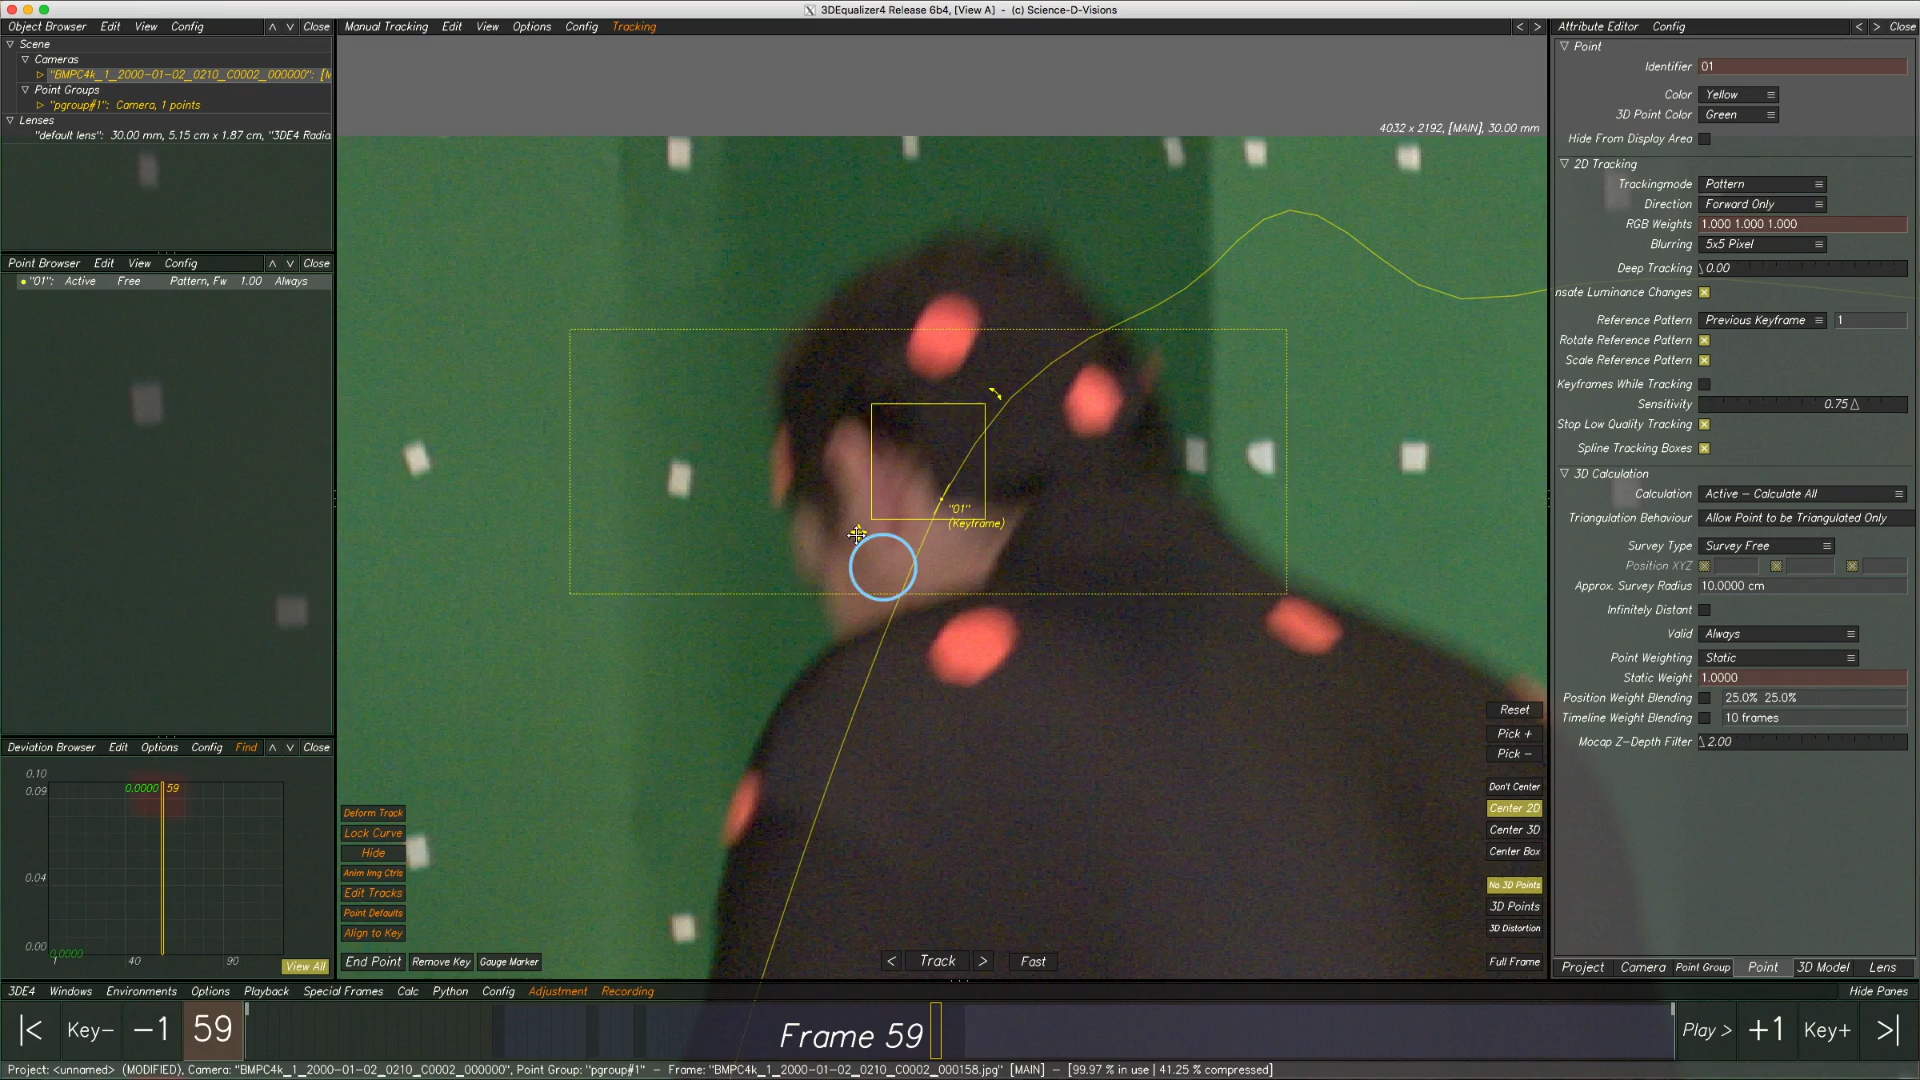 3DEqualizer4 Release 6b4, [View A]  -  (c) Science-D-Visions
Object Browser Edit View Config Close
Scene
Cameras
"BMPC4k_1_2000-01-02_0210_C0002_000000": [M
Point Groups
"pgroup#1": Camera, 1 points
Lenses
"default lens": 30.00 mm, 5.15 cm x 1.87 cm, "3DE4 Radia
Point Browser Edit View Config Close
"01": Active Free Pattern, Fw 1.00 Always
Deviation Browser Edit Options Config Find Close
0.10
0.09
0.04
0.00
0.0000 59
0.0000
1 40 90
View All
Manual Tracking Edit View Options Config Tracking < >
4032 x 2192, [MAIN], 30.00 mm
"01"
(Keyframe)
Deform Track
Lock Curve
Hide
Anim Img Ctrls
Edit Tracks
Point Defaults
Align to Key
End Point Remove Key Gauge Marker
< Track > Fast
Reset
Pick +
Pick -
Don't Center
Center 2D
Center 3D
Center Box
No 3D Points
3D Points
3D Distortion
Full Frame
Attribute Editor Config < > Close
Point
Identifier 01
Color Yellow
3D Point Color Green
Hide From Display Area
2D Tracking
Trackingmode Pattern
Direction Forward Only
RGB Weights 1.000 1.000 1.000
Blurring 5x5 Pixel
Deep Tracking 0.00
nsate Luminance Changes
Reference Pattern Previous Keyframe 1
Rotate Reference Pattern
Scale Reference Pattern
Keyframes While Tracking
Sensitivity 0.75
Stop Low Quality Tracking
Spline Tracking Boxes
3D Calculation
Calculation Active - Calculate All
Triangulation Behaviour Allow Point to be Triangulated Only
Survey Type Survey Free
Position XYZ
Approx. Survey Radius 10.0000 cm
Infinitely Distant
Valid Always
Point Weighting Static
Static Weight 1.0000
Position Weight Blending 25.0% 25.0%
Timeline Weight Blending 10 frames
Mocap Z-Depth Filter 2.00
Project Camera Point Group Point 3D Model Lens
3DE4 Windows Environments Options Playback Special Frames Calc Python Config Adjustment Recording Hide Panes
|< Key- -1 59 Frame 59 Play > +1 Key+ >|
Project: <unnamed> (MODIFIED), Camera: "BMPC4k_1_2000-01-02_0210_C0002_000000", Point Group: "pgroup#1" - Frame: "BMPC4k_1_2000-01-02_0210_C0002_000158.jpg" [MAIN] - [99.97 % in use | 41.25 % compressed]